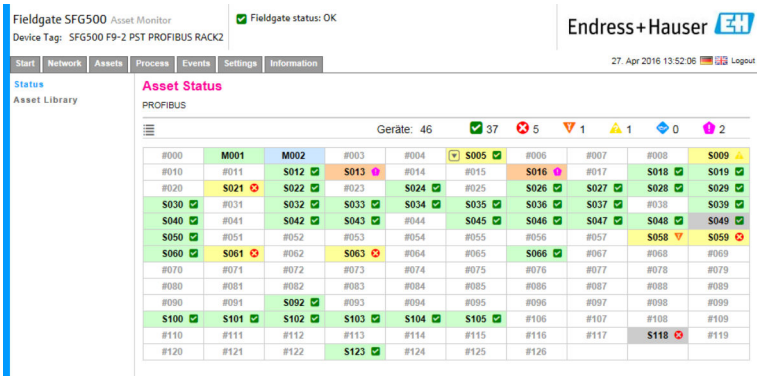 Fieldgate SFG500 Asset Monitor
Device Tag: SFG500 F9-2 PST PROFIBUS RACK2
Fieldgate status: OK
Endress+Hauser EH
Start Network Assets Process Events Settings Information
27. Apr 2016 13:52:06 Logout
Status
Asset Library
Asset Status
PROFIBUS
Geräte: 46 37 5 1 1 0 2
#000 M001 M002 #003 #004 S005 #006 #007 #008 S009
#010 #011 S012 S013 #014 #015 S016 #017 S018 S019
#020 S021 S022 #023 S024 #025 S026 S027 S028 S029
S030 #031 S032 S033 S034 S035 S036 S037 #038 S039
S040 #041 S042 S043 #044 S045 S046 S047 S048 S049
S050 #051 #052 #053 #054 #055 #056 #057 S058 S059
S060 S061 #062 S063 #064 #065 S066 #067 #068 #069
#070 #071 #072 #073 #074 #075 #076 #077 #078 #079
#080 #081 #082 #083 #084 #085 #086 #087 #088 #089
#090 #091 S092 #093 #094 #095 #096 #097 #098 #099
S100 S101 S102 S103 S104 S105 #106 #107 #108 #109
#110 #111 #112 #113 #114 #115 #116 #117 S118 #119
#120 #121 #122 S123 #124 #125 #126